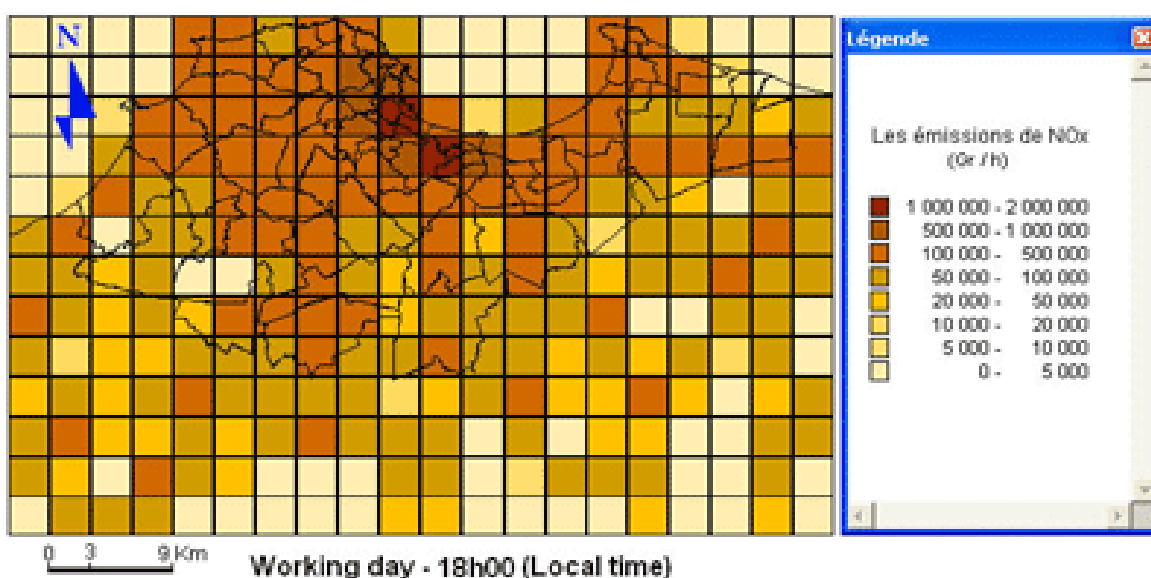 N
Légende
Les émissions de NOx
(Gr / h)
1 000 000 - 2 000 000
500 000 - 1 000 000
100 000 - 500 000
50 000 - 100 000
20 000 - 50 000
10 000 - 20 000
5 000 - 10 000
0 - 5 000
0 3 9 Km
Working day - 18h00 (Local time)